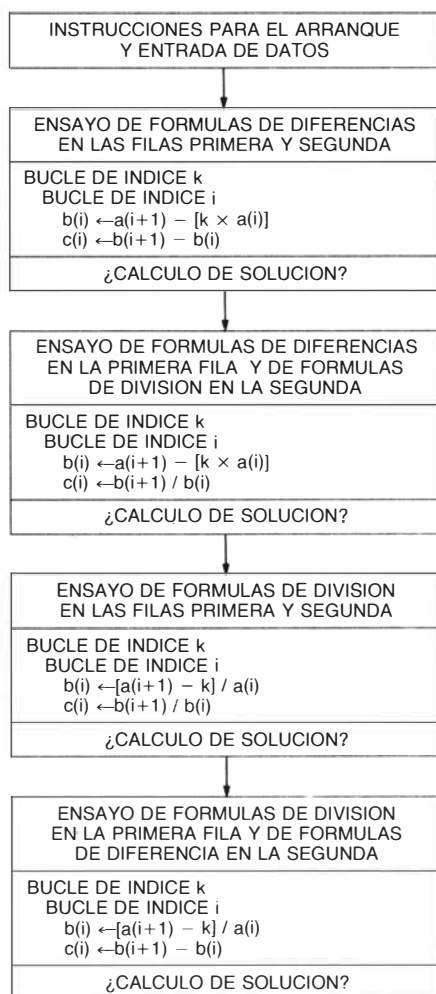 INSTRUCCIONES PARA EL ARRANQUE
Y ENTRADA DE DATOS
ENSAYO DE FORMULAS DE DIFERENCIAS
EN LAS FILAS PRIMERA Y SEGUNDA
BUCLE DE INDICE k
BUCLE DE INDICE i
b(i) ←a(i+1) − [k × a(i)]
c(i) ←b(i+1) − b(i)
¿CALCULO DE SOLUCION?
ENSAYO DE FORMULAS DE DIFERENCIAS
EN LA PRIMERA FILA Y DE FORMULAS
DE DIVISION EN LA SEGUNDA
BUCLE DE INDICE k
BUCLE DE INDICE i
b(i) ←a(i+1) − [k × a(i)]
c(i) ←b(i+1) / b(i)
¿CALCULO DE SOLUCION?
ENSAYO DE FORMULAS DE DIVISION
EN LAS FILAS PRIMERA Y SEGUNDA
BUCLE DE INDICE k
BUCLE DE INDICE i
b(i) ←[a(i+1) − k] / a(i)
c(i) ←b(i+1) / b(i)
¿CALCULO DE SOLUCION?
ENSAYO DE FORMULAS DE DIVISION
EN LA PRIMERA FILA Y DE FORMULAS
DE DIFERENCIA EN LA SEGUNDA
BUCLE DE INDICE k
BUCLE DE INDICE i
b(i) ←[a(i+1) − k] / a(i)
c(i) ←b(i+1) − b(i)
¿CALCULO DE SOLUCION?